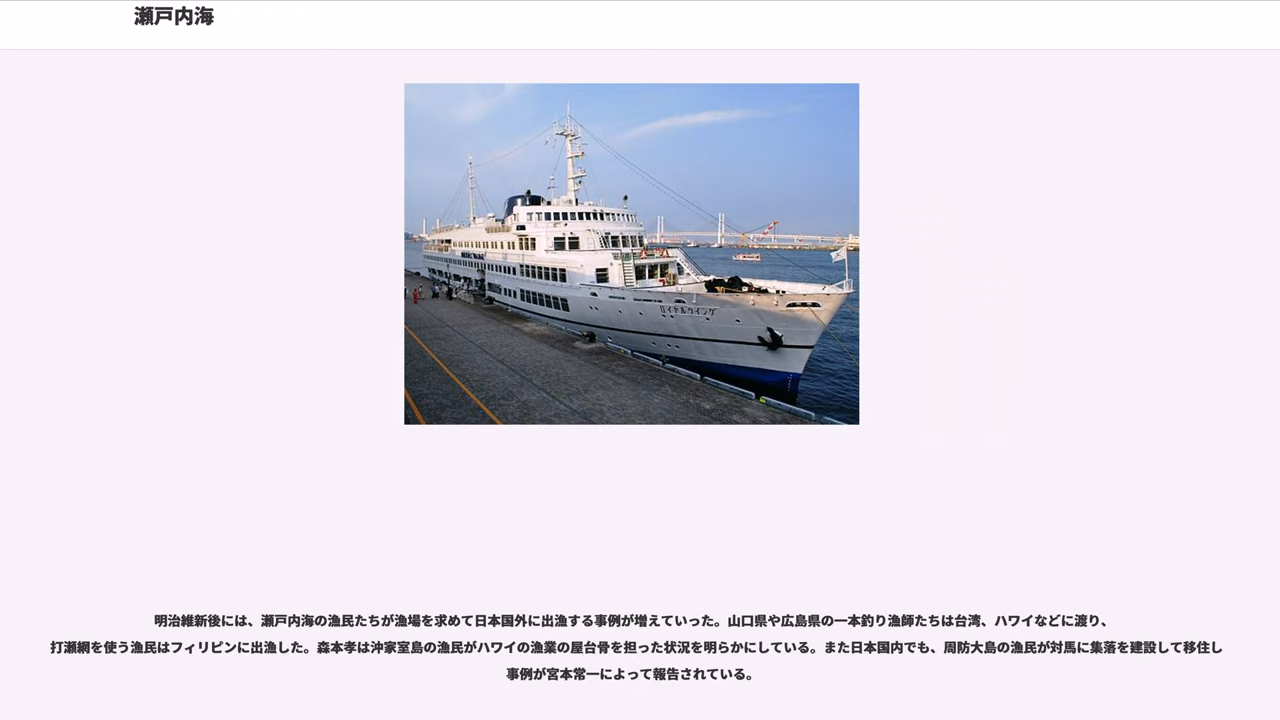 瀬戸内海
ロイヤルウイング
明治維新後には、瀬戸内海の漁民たちが漁場を求めて日本国外に出漁する事例が増えていった。山口県や広島県の一本釣り漁師たちは台湾、ハワイなどに渡り、
打瀬網を使う漁民はフィリピンに出漁した。森本孝は沖家室島の漁民がハワイの漁業の屋台骨を担った状況を明らかにしている。また日本国内でも、周防大島の漁民が対馬に集落を建設して移住し
事例が宮本常一によって報告されている。